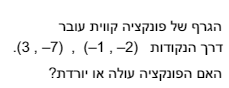 הגרף של פונקציה קווית עובר
דרך הנקודות (−1 , −2) , (3 , −7).
האם הפונקציה עולה או יורדת?